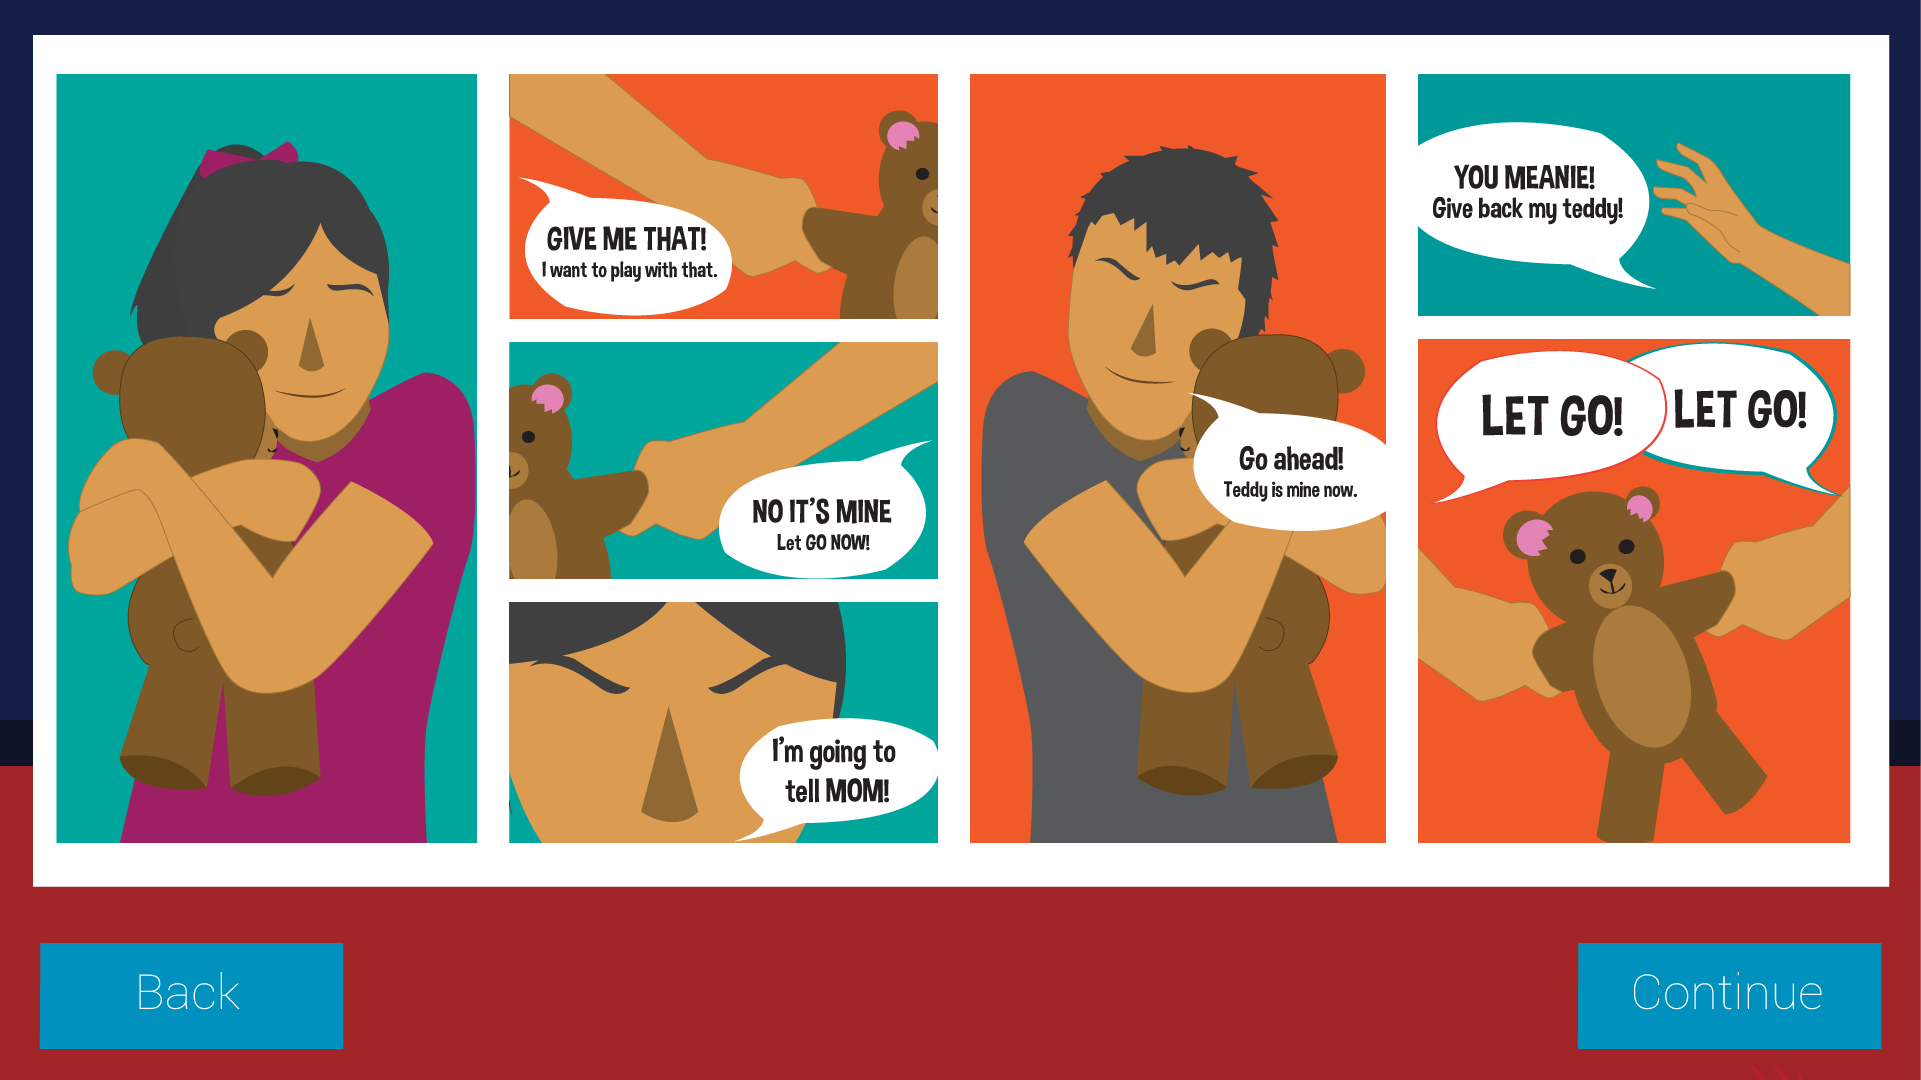 GIVE ME THAT!
I want to play with that.
NO IT'S MINE
Let GO NOW!
I'm going to
tell MOM!
Go ahead!
Teddy is mine now.
YOU MEANIE!
Give back my teddy!
LET GO!
LET GO!
Back
Continue